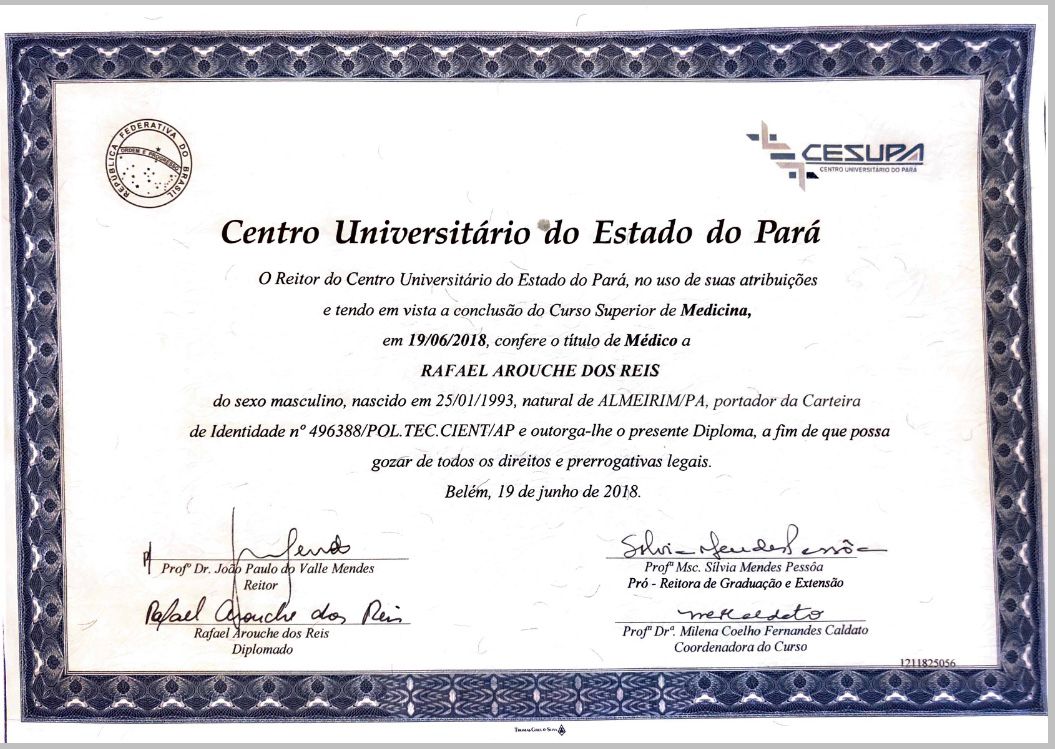 REPÚBLICA FEDERATIVA DO BRASIL
ORDEM E PROGRESSO
CESUPA
CENTRO UNIVERSITÁRIO DO PARÁ
Centro Universitário do Estado do Pará
O Reitor do Centro Universitário do Estado do Pará, no uso de suas atribuições
e tendo em vista a conclusão do Curso Superior de Medicina,
em 19/06/2018, confere o título de Médico a
RAFAEL AROUCHE DOS REIS
do sexo masculino, nascido em 25/01/1993, natural de ALMEIRIM/PA, portador da Carteira
de Identidade nº 496388/POL.TEC.CIENT/AP e outorga-lhe o presente Diploma, a fim de que possa
gozar de todos os direitos e prerrogativas legais.
Belém, 19 de junho de 2018.
Profº Dr. João Paulo do Valle Mendes
Reitor
Rafael Arouche dos Reis
Rafael Arouche dos Reis
Diplomado
Silvia Mendes Pessôa
Profª Msc. Sílvia Mendes Pessôa
Pró - Reitora de Graduação e Extensão
Profª Drª. Milena Coelho Fernandes Caldato
Coordenadora do Curso
1211825056